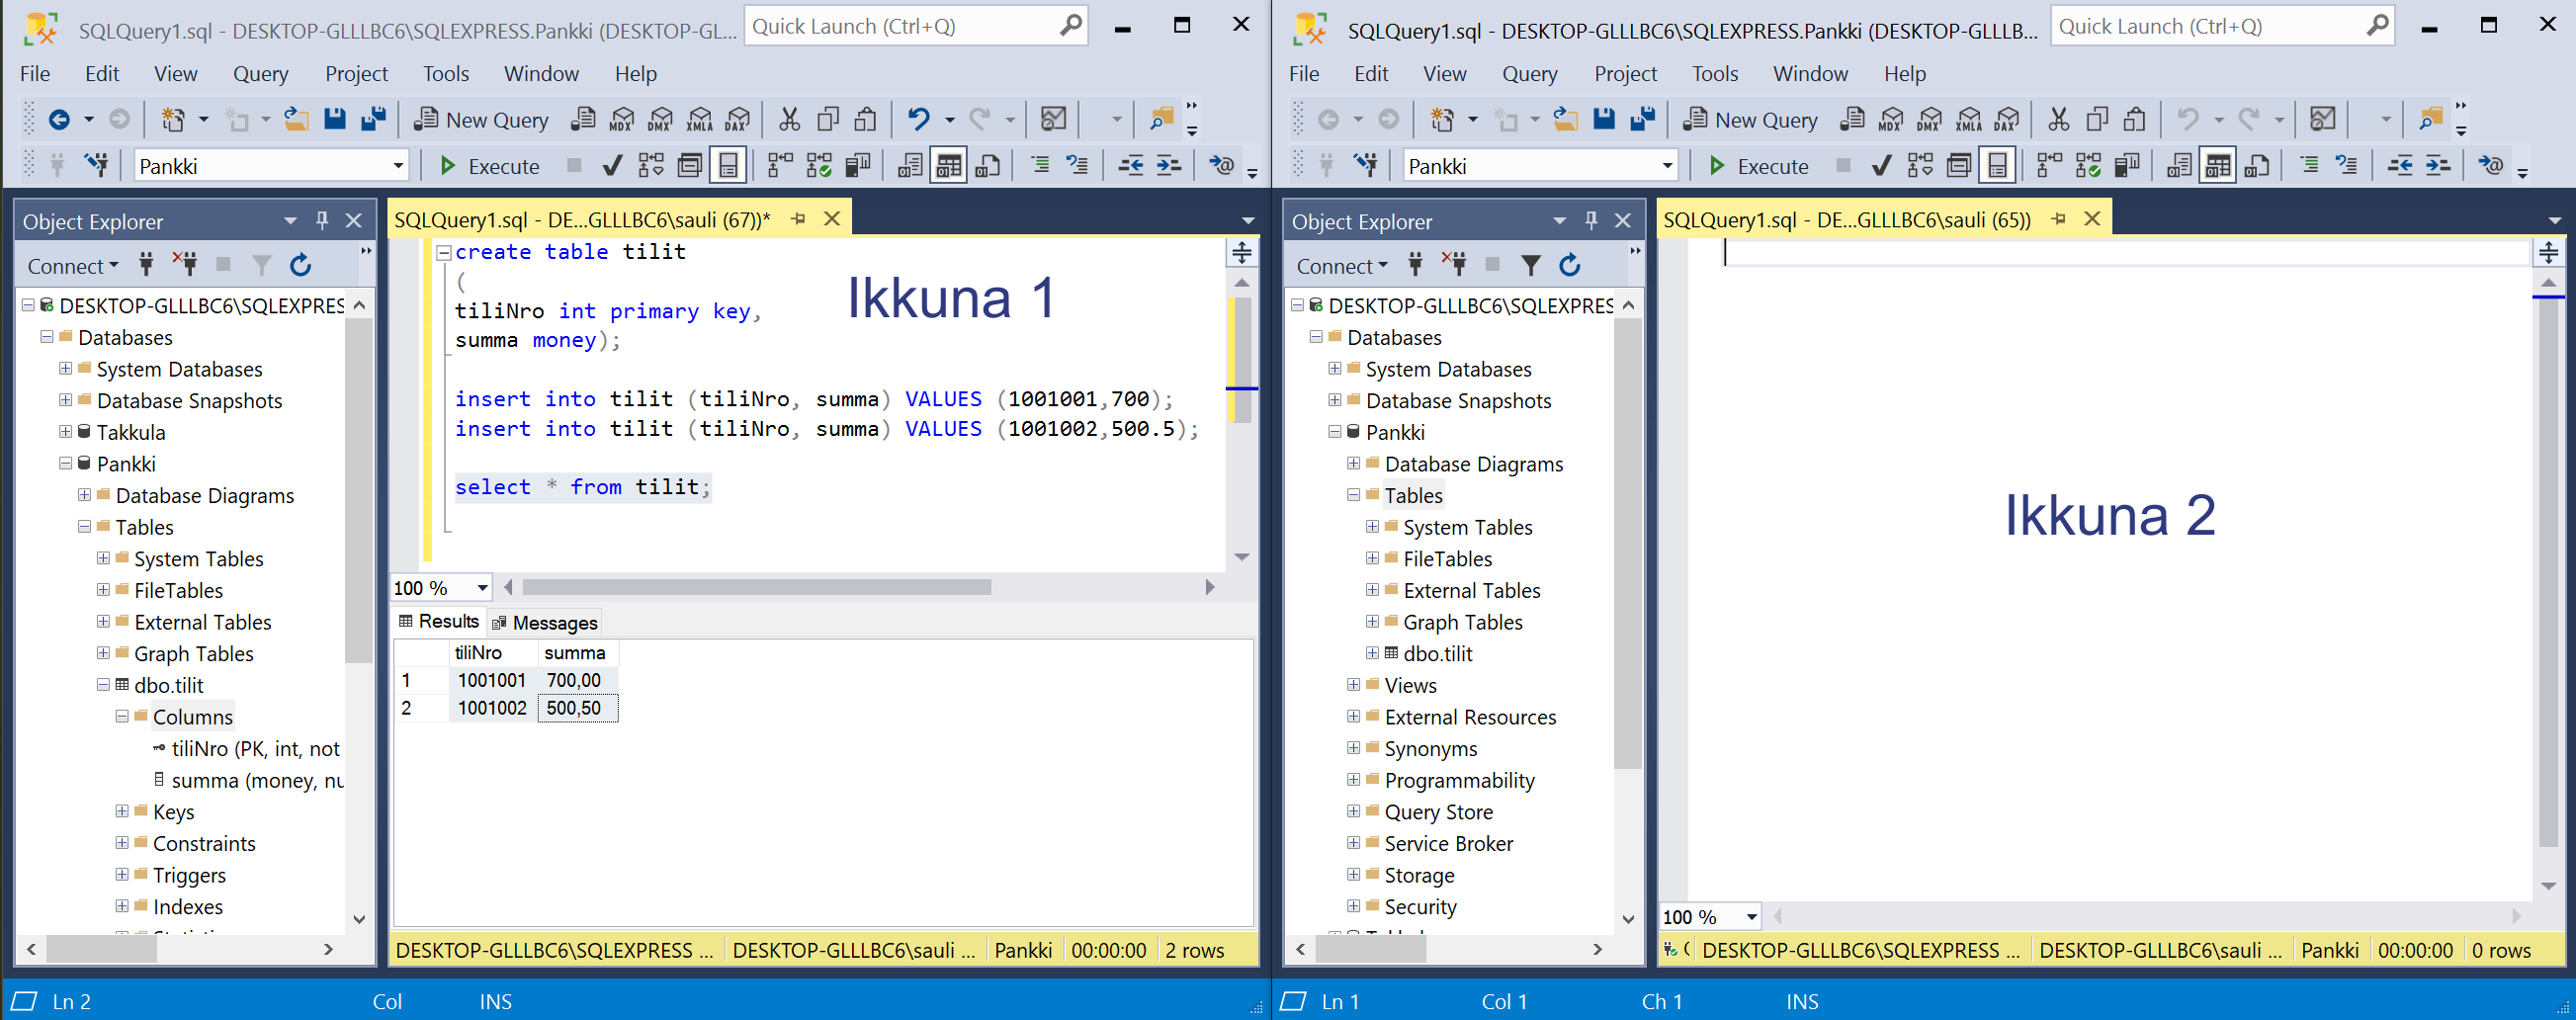 SQLQuery1.sql - DESKTOP-GLLLBC6\SQLEXPRESS.Pankki (DESKTOP-GL...
Quick Launch (Ctrl+Q)
File Edit View Query Project Tools Window Help
New Query MDX DMX XMLA DAX
Pankki Execute
Object Explorer
Connect
DESKTOP-GLLLBC6\SQLEXPRES
Databases
System Databases
Database Snapshots
Takkula
Pankki
Database Diagrams
Tables
System Tables
FileTables
External Tables
Graph Tables
dbo.tilit
Columns
tiliNro (PK, int, not
summa (money, nu
Keys
Constraints
Triggers
Indexes
SQLQuery1.sql - DE...GLLLBC6\sauli (67))*
create table tilit
(
tiliNro int primary key,
summa money);
insert into tilit (tiliNro, summa) VALUES (1001001,700);
insert into tilit (tiliNro, summa) VALUES (1001002,500.5);
select * from tilit;
Ikkuna 1
100 %
Results Messages
tiliNro summa
1 1001001 700,00
2 1001002 500,50
DESKTOP-GLLLBC6\SQLEXPRESS ... DESKTOP-GLLLBC6\sauli ... Pankki 00:00:00 2 rows
Ln 2 Col INS
SQLQuery1.sql - DESKTOP-GLLLBC6\SQLEXPRESS.Pankki (DESKTOP-GLLLB...
Quick Launch (Ctrl+Q)
File Edit View Query Project Tools Window Help
New Query MDX DMX XMLA DAX
Pankki Execute
Object Explorer
Connect
DESKTOP-GLLLBC6\SQLEXPRES
Databases
System Databases
Database Snapshots
Pankki
Database Diagrams
Tables
System Tables
FileTables
External Tables
Graph Tables
dbo.tilit
Views
External Resources
Synonyms
Programmability
Query Store
Service Broker
Storage
Security
SQLQuery1.sql - DE...GLLLBC6\sauli (65))
Ikkuna 2
100 %
DESKTOP-GLLLBC6\SQLEXPRESS ... DESKTOP-GLLLBC6\sauli ... Pankki 00:00:00 0 rows
Ln 1 Col 1 Ch 1 INS